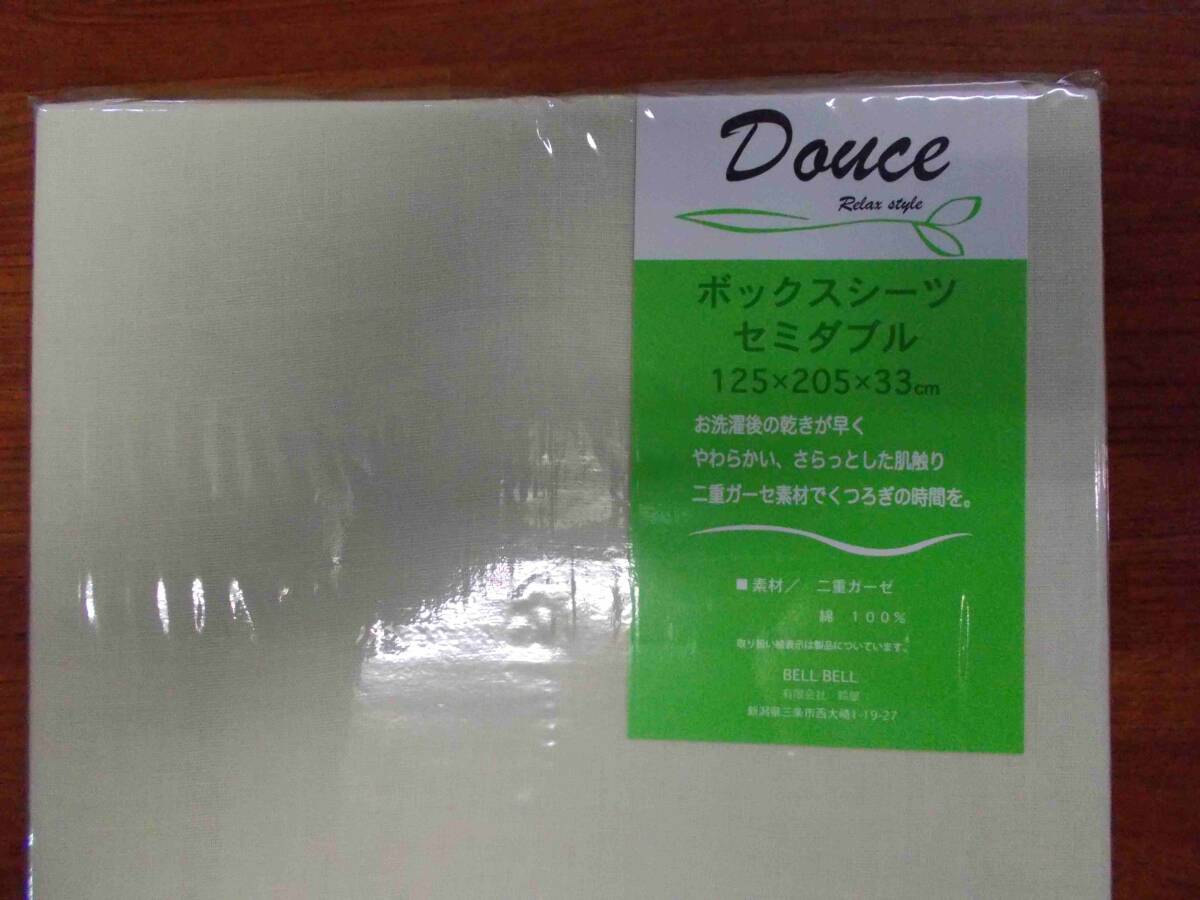 Douce
Relax style
ボックスシーツ
セミダブル
125×205×33cm
お洗濯後の乾きが早く
やわらかい、さらっとした肌触り
二重ガーゼ素材でくつろぎの時間を。
■素材／ 二重ガーゼ
綿 100%
取り扱い絵表示は製品についています。
BELL BELL
有限会社
新潟県三条市西大崎1-19-27